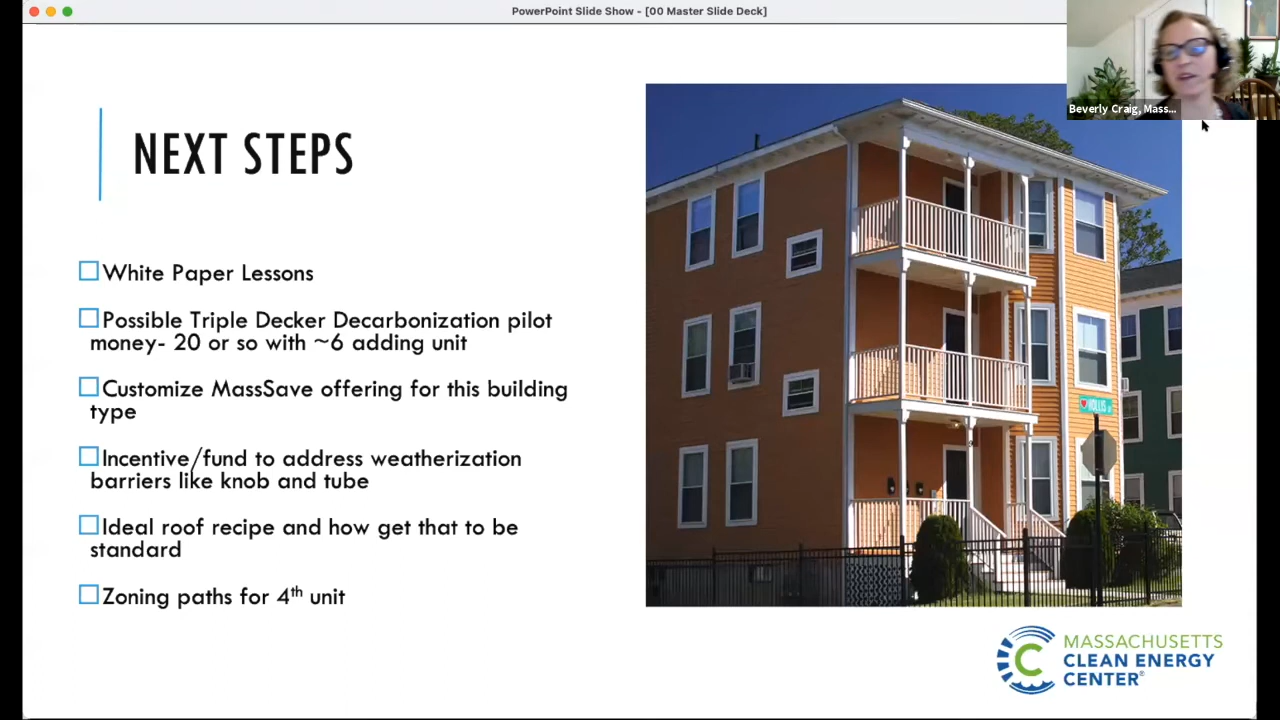 PowerPoint Slide Show - [00 Master Slide Deck]
Beverly Craig, Mass...
NEXT STEPS
White Paper Lessons
Possible Triple Decker Decarbonization pilot
money- 20 or so with ~6 adding unit
Customize MassSave offering for this building
type
Incentive/fund to address weatherization
barriers like knob and tube
Ideal roof recipe and how get that to be
standard
Zoning paths for 4th unit
HOLLIS
MASSACHUSETTS
CLEAN ENERGY
CENTER®